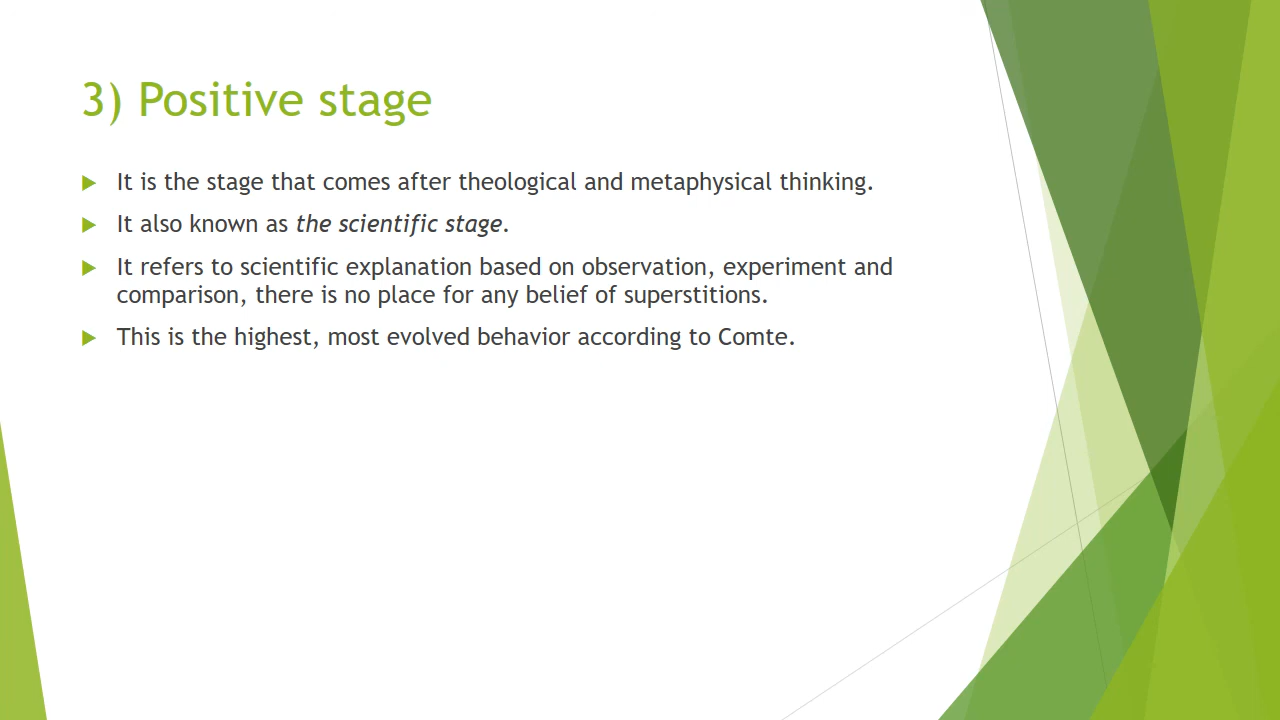 3) Positive stage
It is the stage that comes after theological and metaphysical thinking.
It also known as the scientific stage.
It refers to scientific explanation based on observation, experiment and
comparison, there is no place for any belief of superstitions.
This is the highest, most evolved behavior according to Comte.